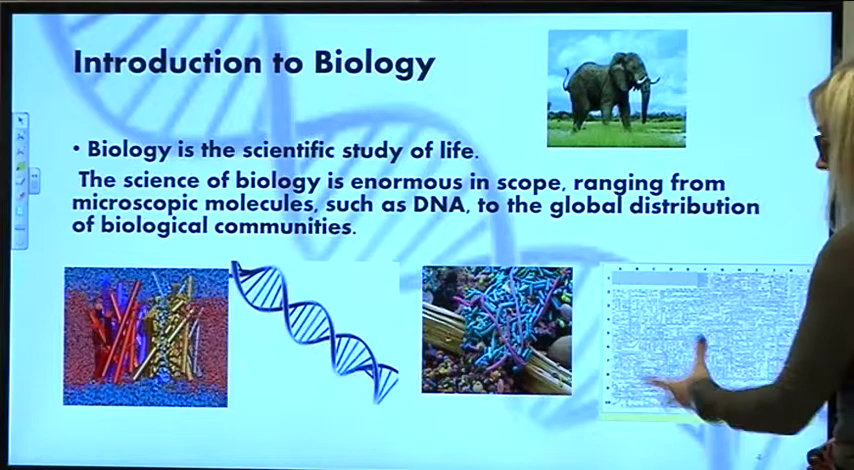 Introduction to Biology
• Biology is the scientific study of life.
The science of biology is enormous in scope, ranging from
microscopic molecules, such as DNA, to the global distribution
of biological communities.